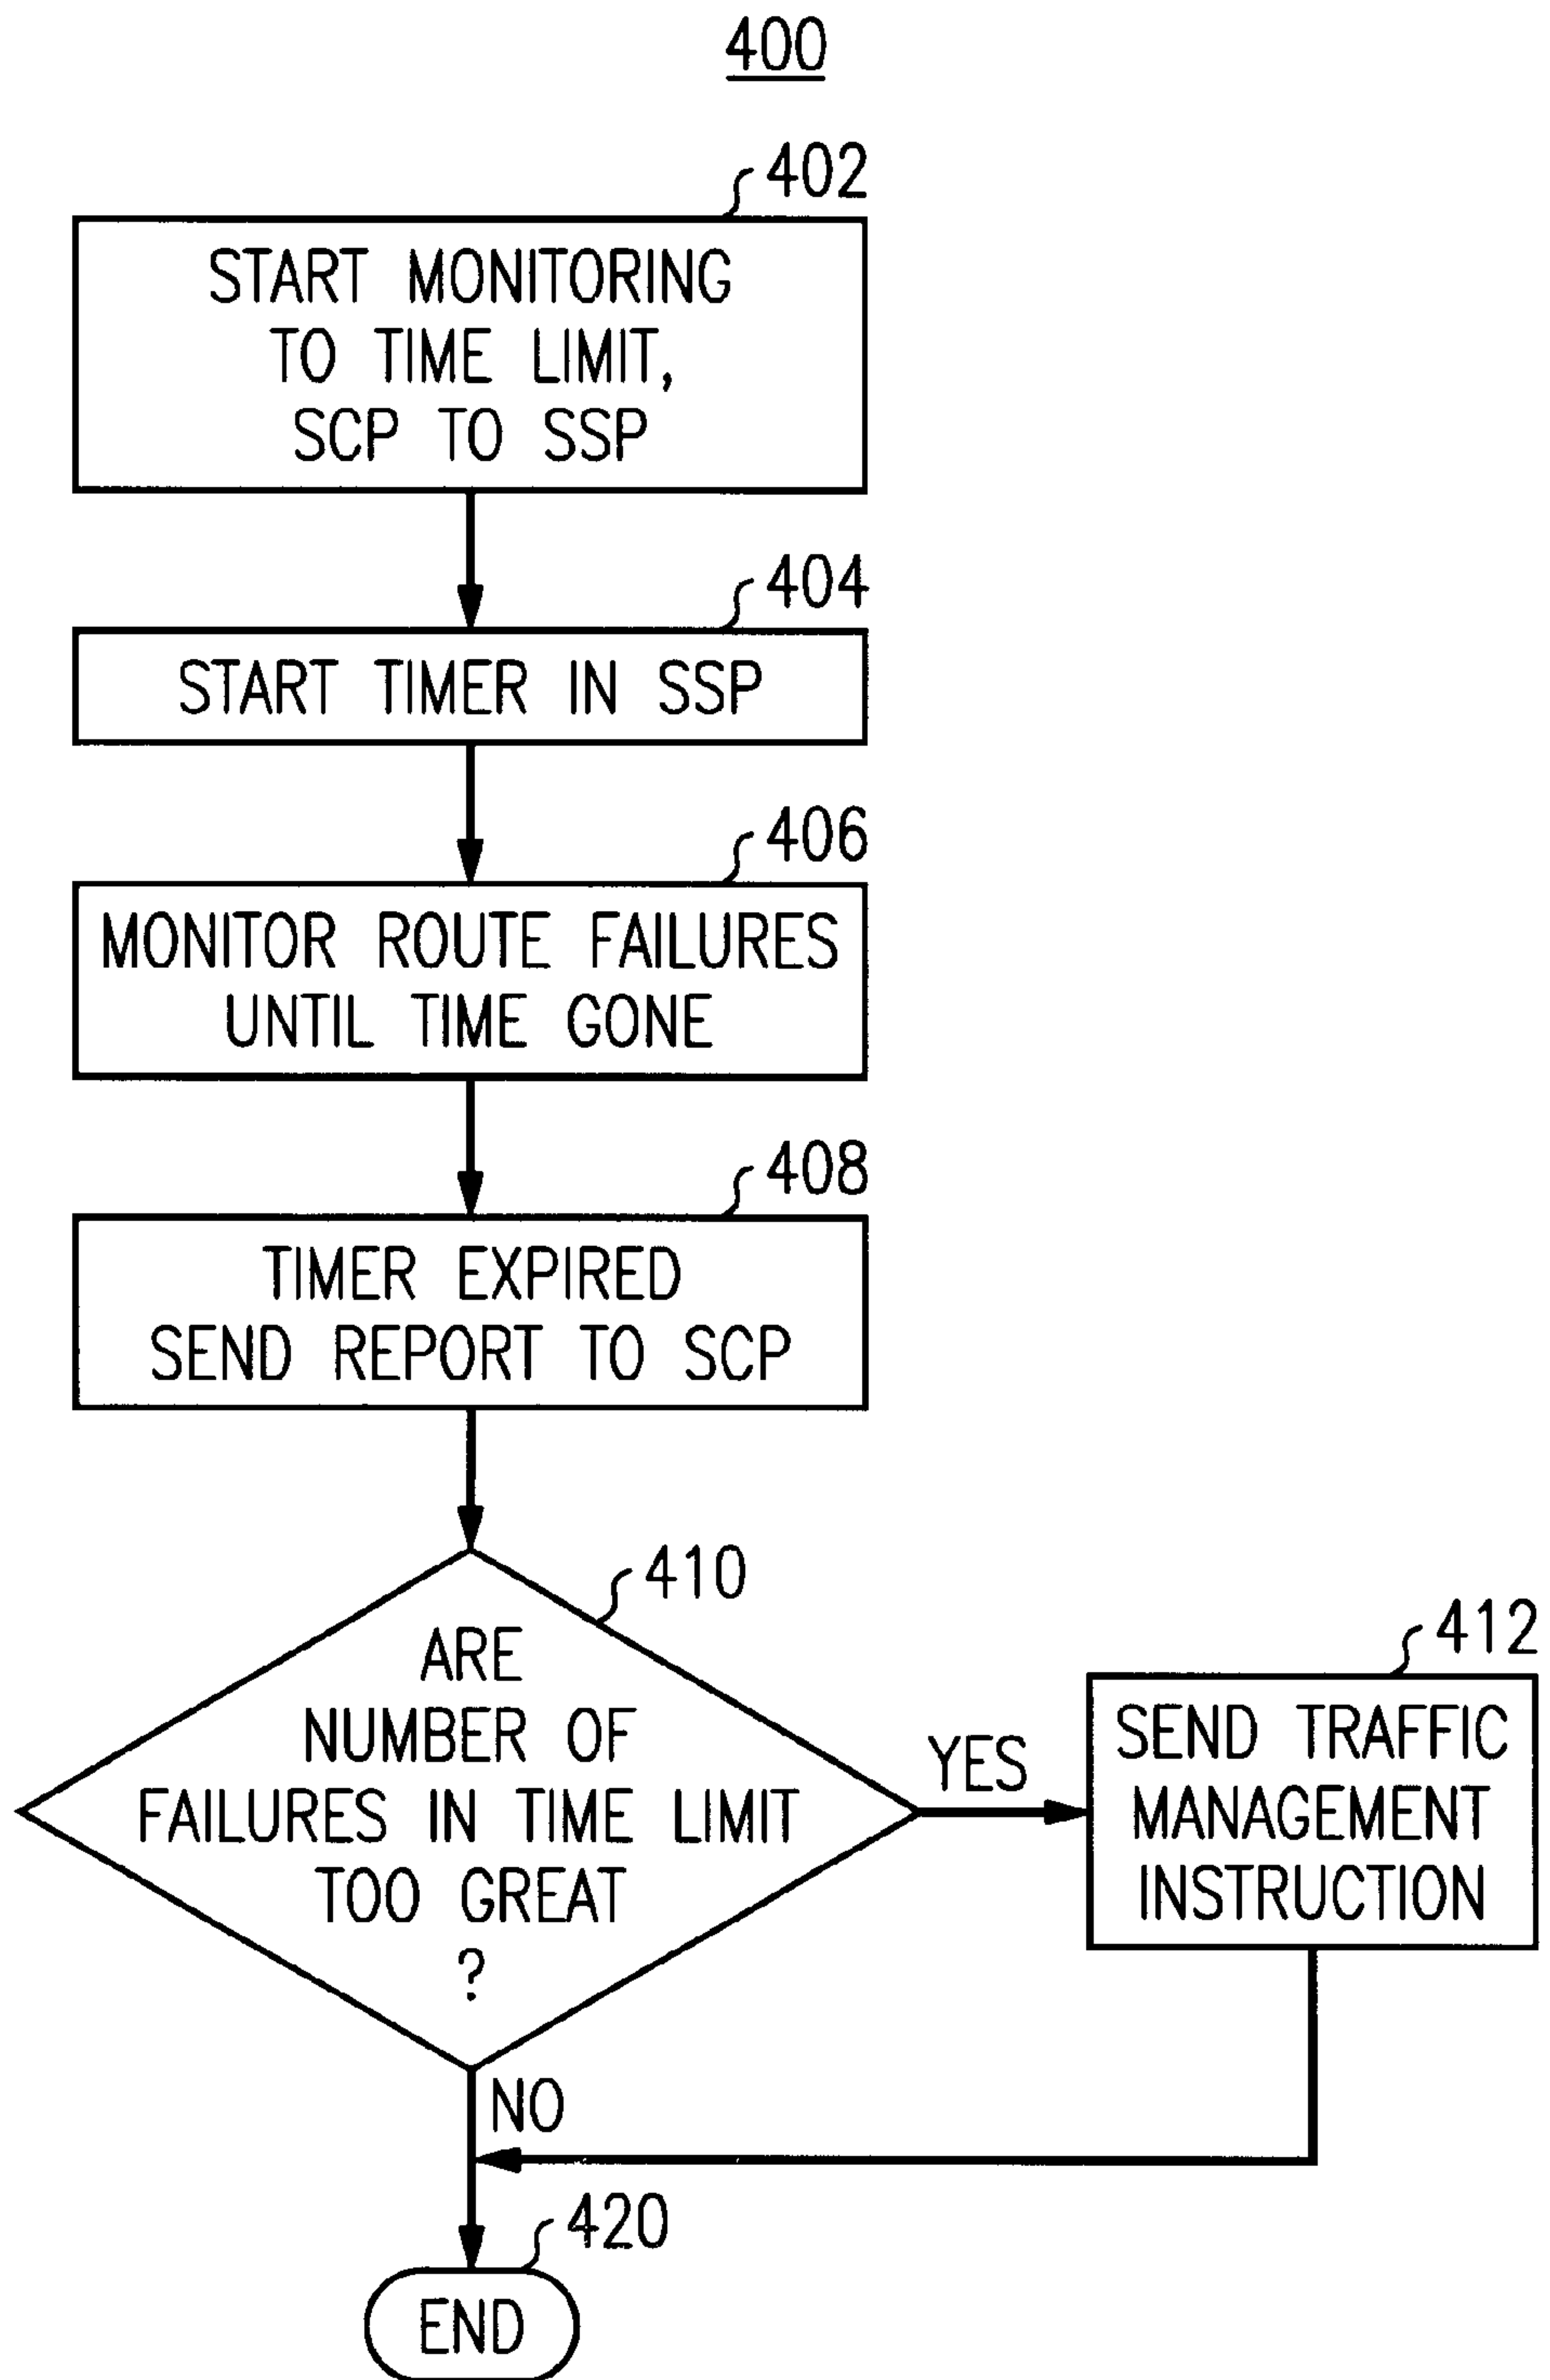 400
402
START MONITORING
TO TIME LIMIT,
SCP TO SSP
404
START TIMER IN SSP
406
MONITOR ROUTE FAILURES
UNTIL TIME GONE
408
TIMER EXPIRED
SEND REPORT TO SCP
410
ARE
NUMBER OF
FAILURES IN TIME LIMIT
TOO GREAT
?
YES
412
SEND TRAFFIC
MANAGEMENT
INSTRUCTION
NO
420
END